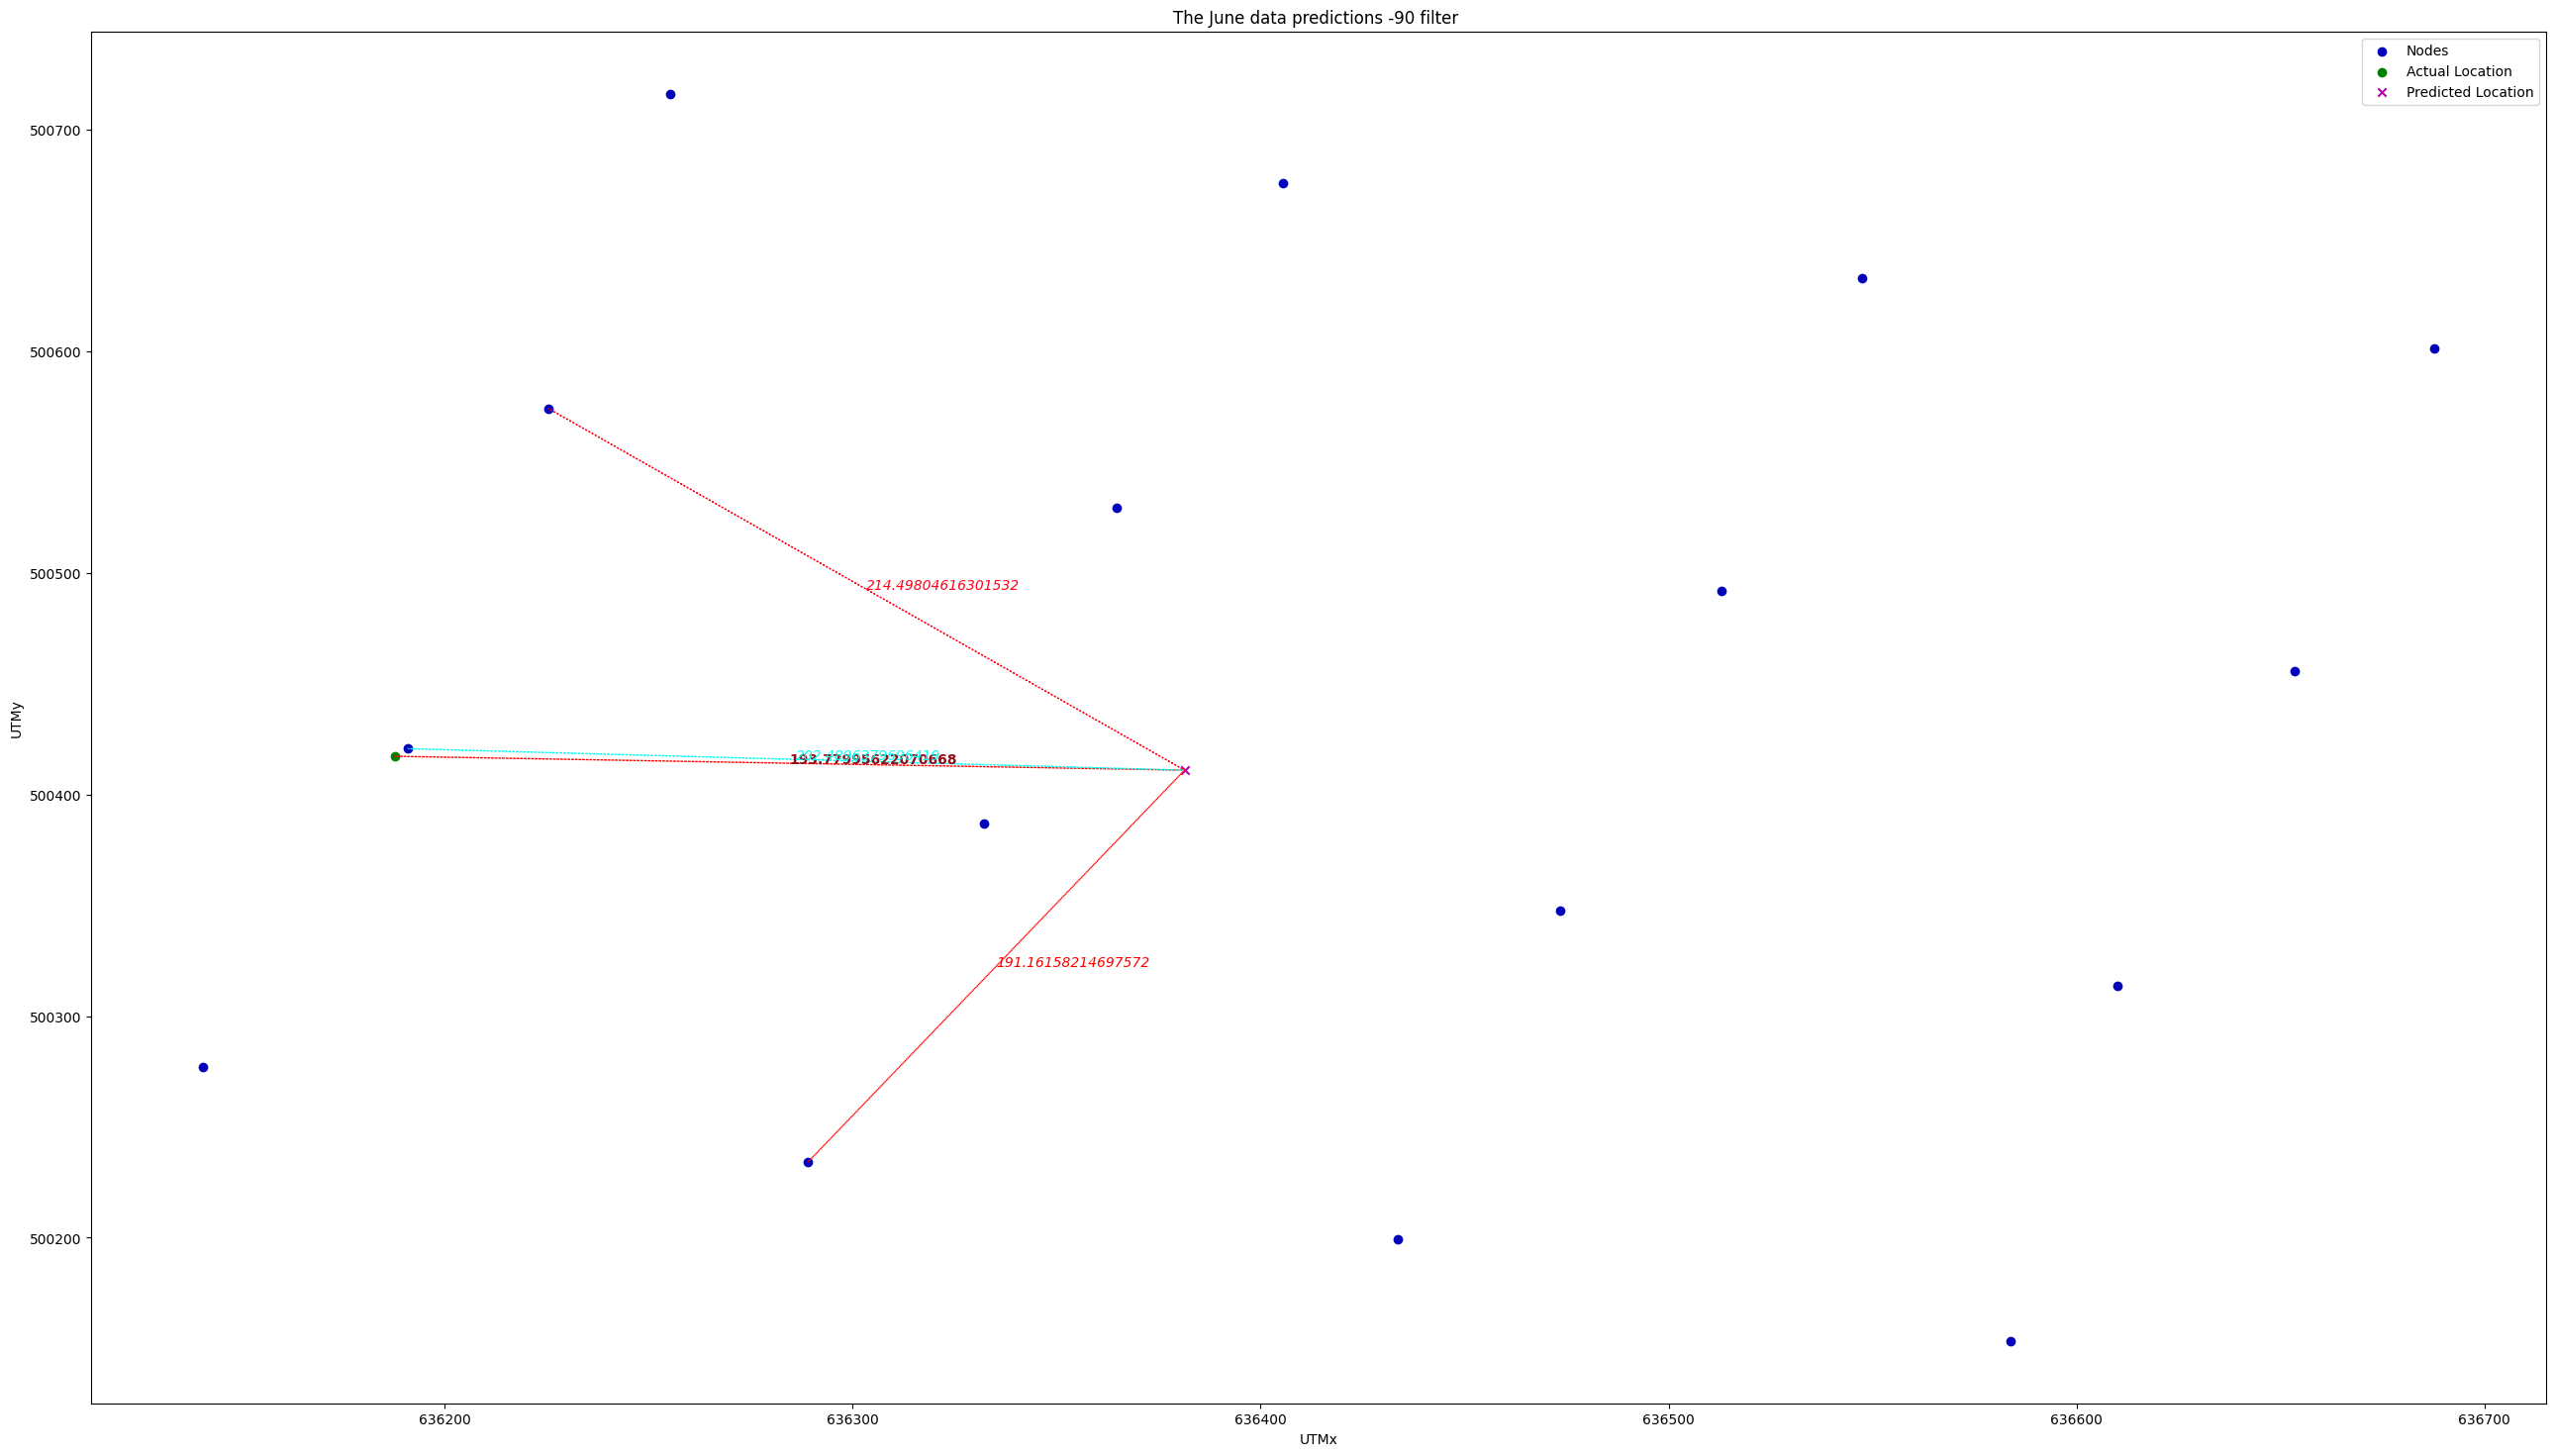 The June data predictions -90 filter
Nodes
Actual Location
Predicted Location
500700
500600
500500
500400
500300
500200
UTMy
214.49804616301532
193.77995622070668
191.16158214697572
636200
636300
636400
636500
636600
636700
UTMx